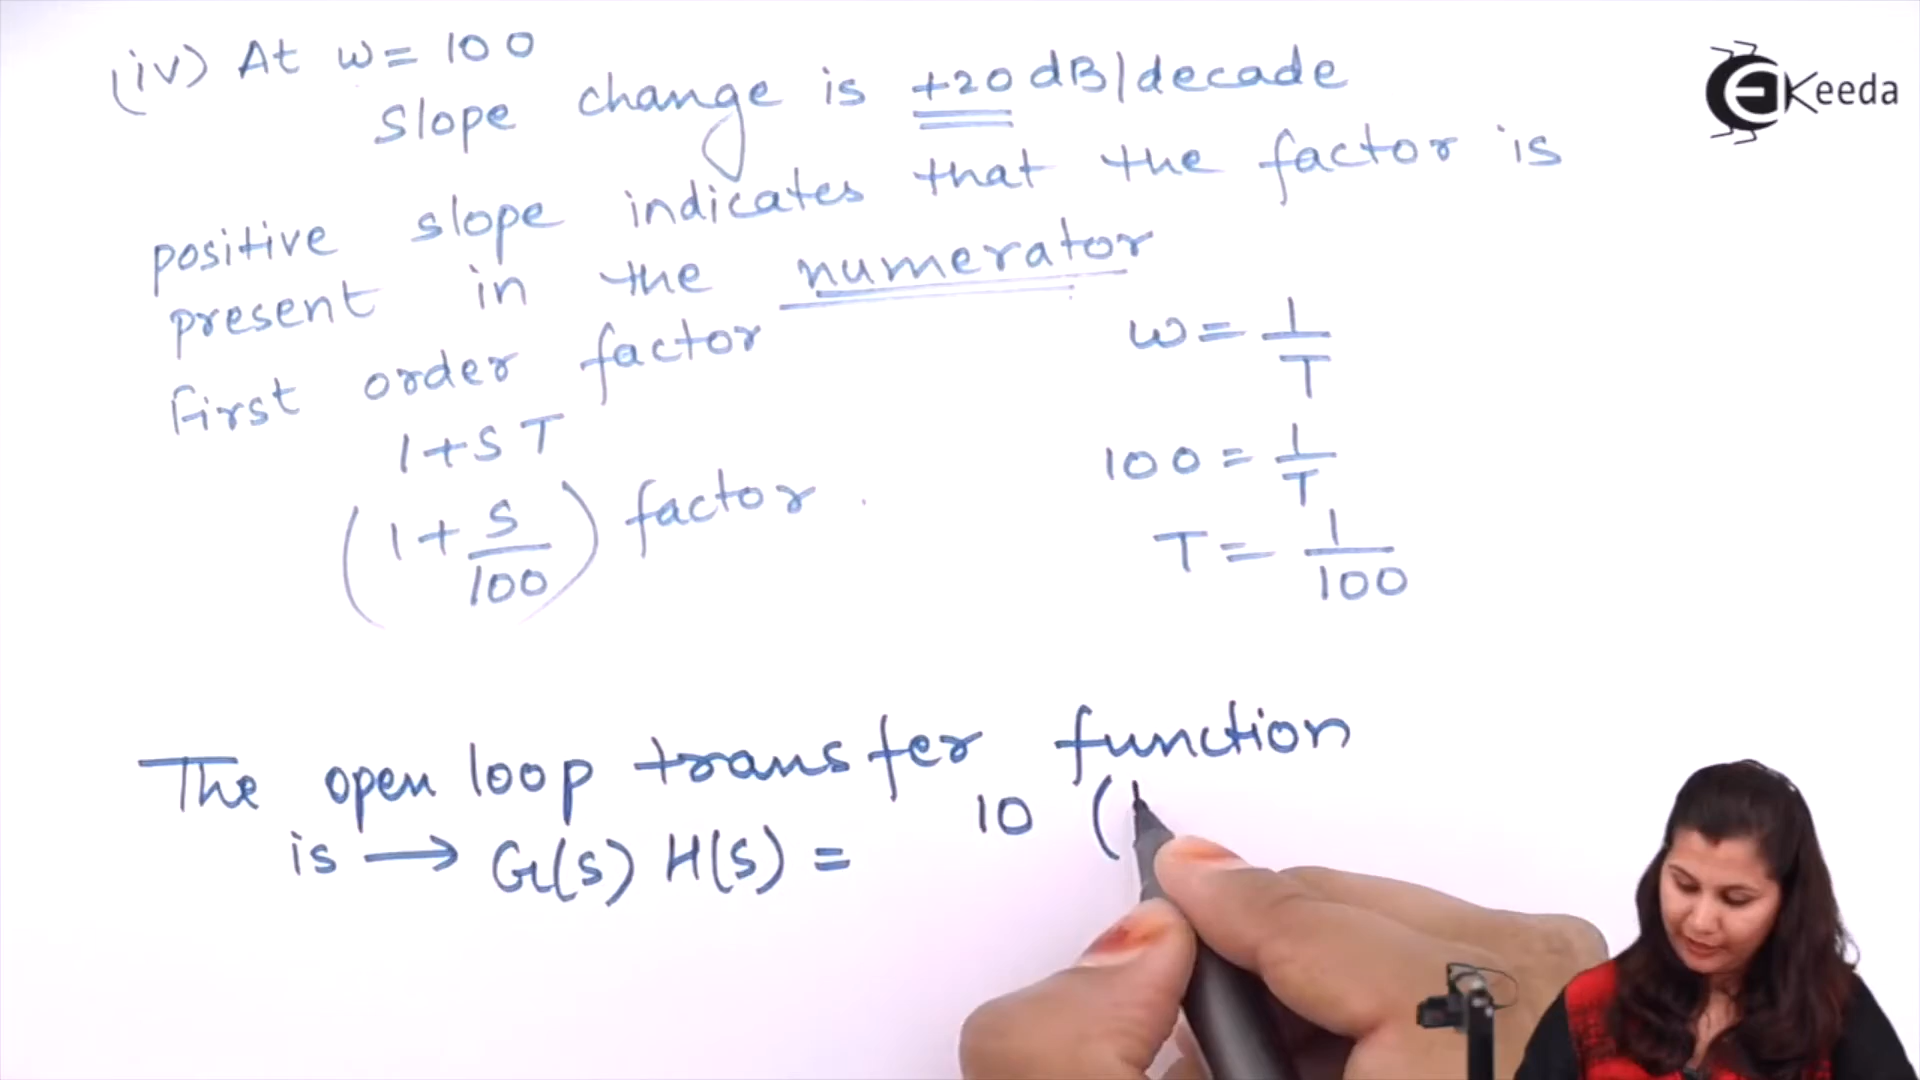 (iv) At w = 100
Slope change is +20 dB/decade
positive slope indicates that the factor is
present in the numerator
First order factor
1+ST
(1+S/100) factor.
w = 1/T
100 = 1/T
T = 1/100
The open loop transfer function
is → G(s) H(s) = 10 (1
Keeda